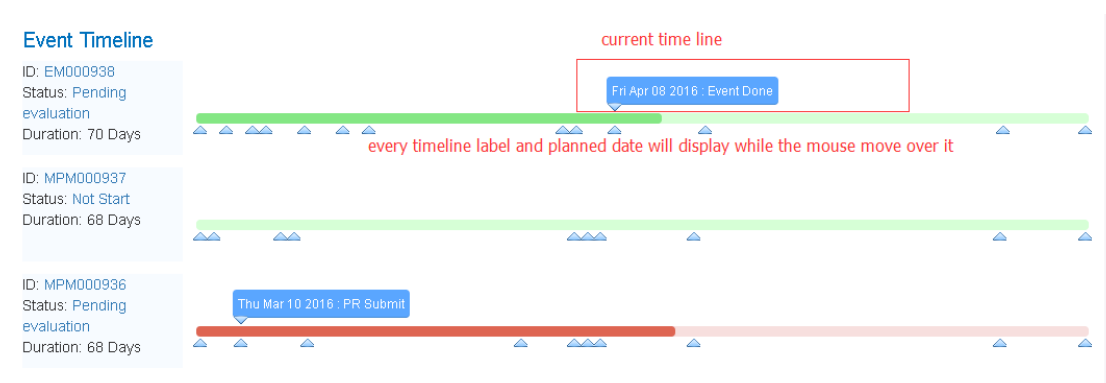 Event Timeline
current time line
ID: EM000938
Status: Pending
evaluation
Duration: 70 Days
Fri Apr 08 2016 : Event Done
every timeline label and planned date will display while the mouse move over it
ID: MPM000937
Status: Not Start
Duration: 68 Days
ID: MPM000936
Status: Pending
evaluation
Duration: 68 Days
Thu Mar 10 2016 : PR Submit